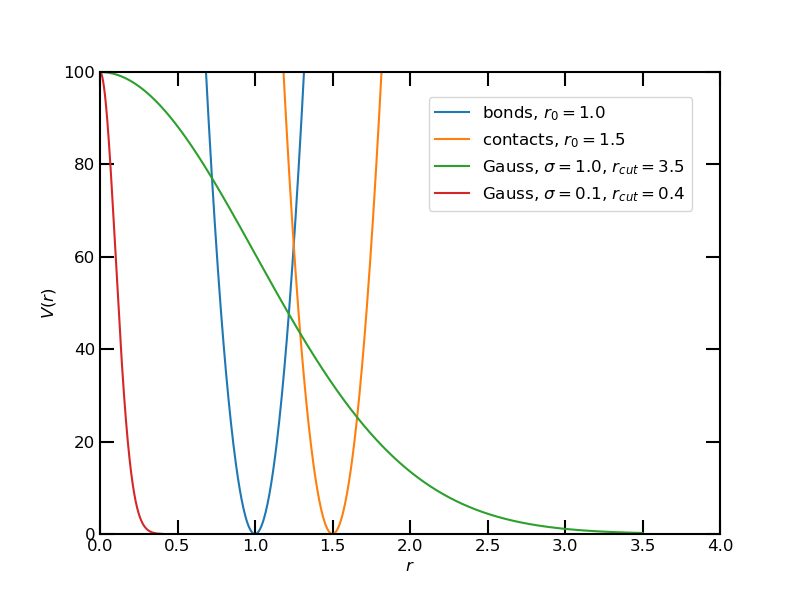 100
80
60
40
20
0
V(r)
0.0 0.5 1.0 1.5 2.0 2.5 3.0 3.5 4.0
r
bonds, r₀ = 1.0
contacts, r₀ = 1.5
Gauss, σ = 1.0, r_cut = 3.5
Gauss, σ = 0.1, r_cut = 0.4